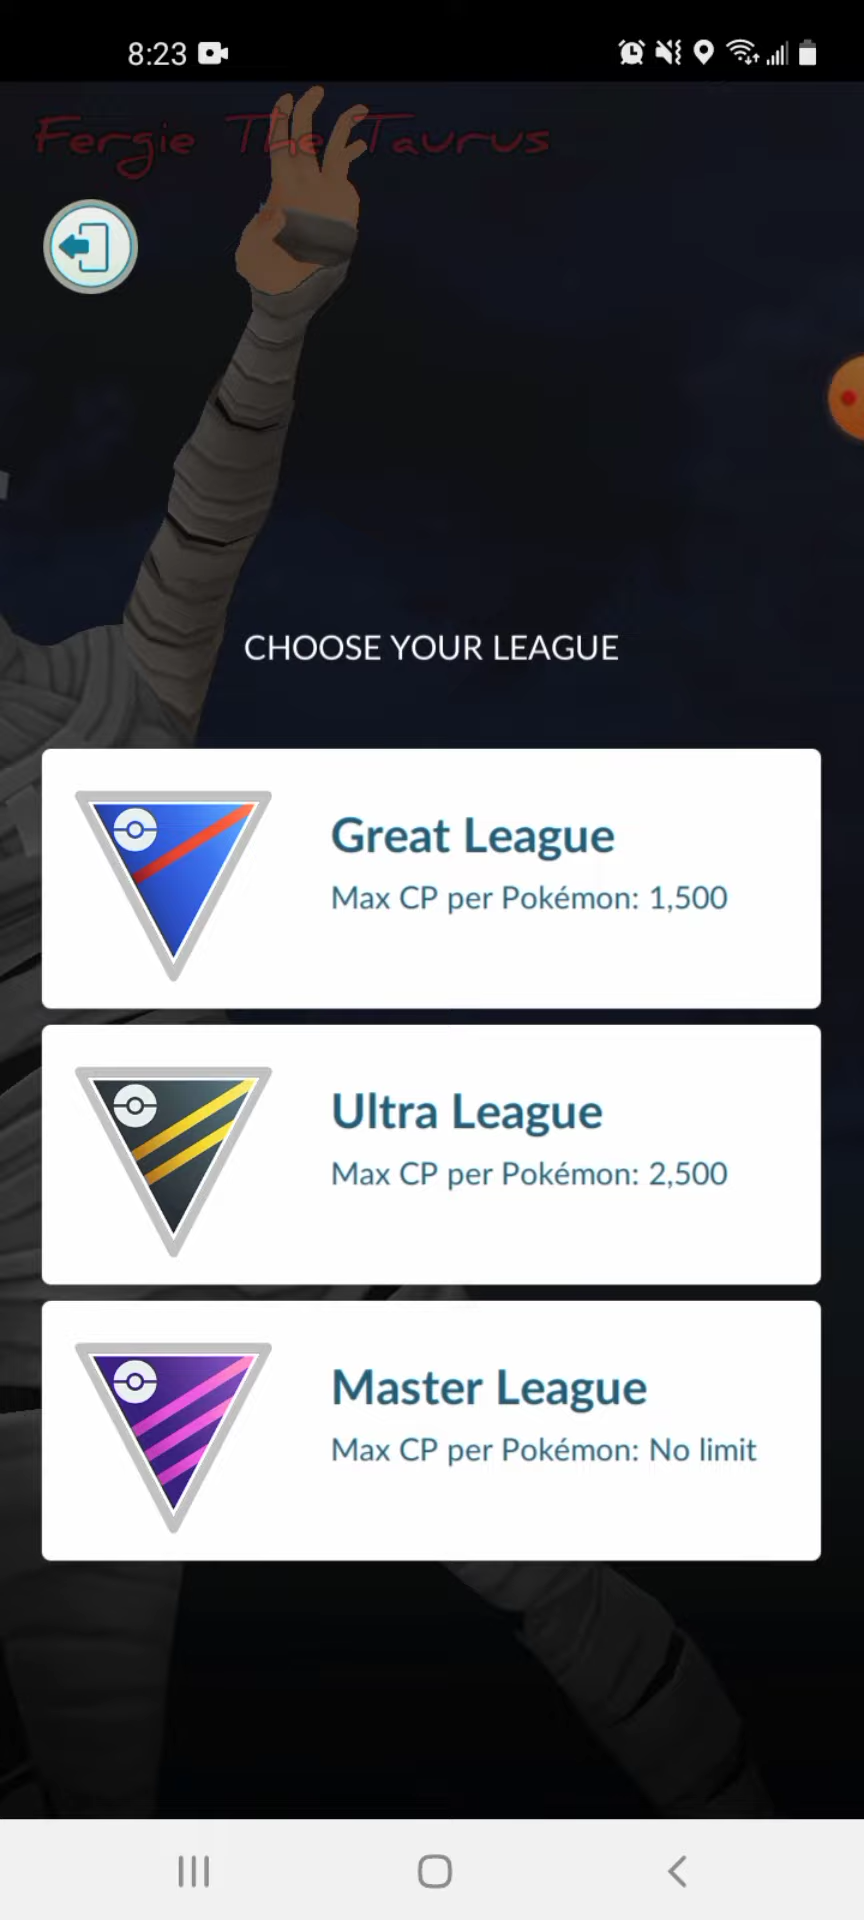 8:23
Fergie The Taurus
CHOOSE YOUR LEAGUE
Great League
Max CP per Pokémon: 1,500
Ultra League
Max CP per Pokémon: 2,500
Master League
Max CP per Pokémon: No limit